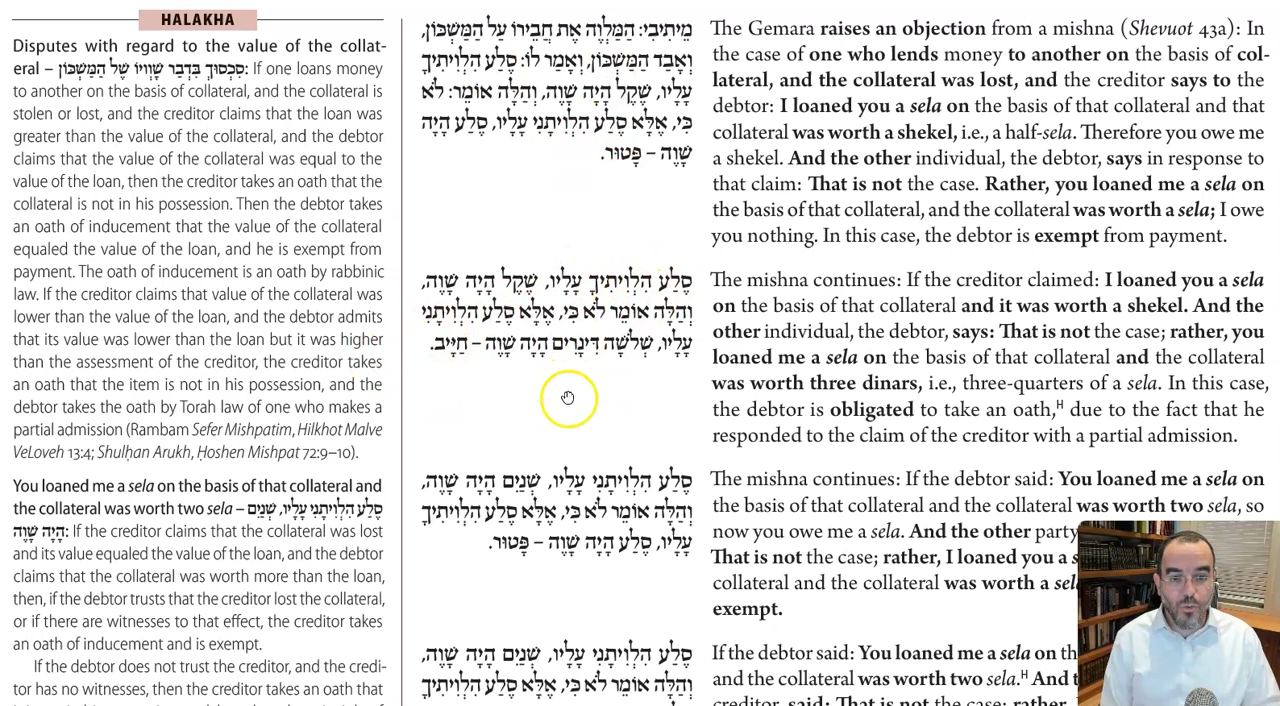 HALAKHA
Disputes with regard to the value of the collat-
eral – סִכְסוּךְ בִּדְבַר שָׁוְויוֹ שֶׁל הַמַּשְׁכּוֹן: If one loans money
to another on the basis of collateral, and the collateral is
stolen or lost, and the creditor claims that the loan was
greater than the value of the collateral, and the debtor
claims that the value of the collateral was equal to the
value of the loan, then the creditor takes an oath that the
collateral is not in his possession. Then the debtor takes
an oath of inducement that the value of the collateral
equaled the value of the loan, and he is exempt from
payment. The oath of inducement is an oath by rabbinic
law. If the creditor claims that value of the collateral was
lower than the value of the loan, and the debtor admits
that its value was lower than the loan but it was higher
than the assessment of the creditor, the creditor takes
an oath that the item is not in his possession, and the
debtor takes the oath by Torah law of one who makes a
partial admission (Rambam Sefer Mishpatim, Hilkhot Malve
VeLoveh 13:4; Shulḥan Arukh, Ḥoshen Mishpat 72:9–10).
You loaned me a sela on the basis of that collateral and
the collateral was worth two sela – סֶלַע הִלְוִיתַנִי עָלָיו, שְׁנַיִם
הָיָה שָׁוֶה: If the creditor claims that the collateral was lost
and its value equaled the value of the loan, and the debtor
claims that the collateral was worth more than the loan,
then, if the debtor trusts that the creditor lost the collateral,
or if there are witnesses to that effect, the creditor takes
an oath of inducement and is exempt.
If the debtor does not trust the creditor, and the credi-
tor has no witnesses, then the creditor takes an oath that
מֵיתִיבִי: הַמַּלְוֶה אֶת חֲבֵירוֹ עַל הַמַּשְׁכּוֹן,
וְאָבַד הַמַּשְׁכּוֹן, וְאָמַר לוֹ: סֶלַע הִלְוִיתִיךָ
עָלָיו, שֶׁקֶל הָיָה שָׁוֶה, וְהַלָּה אוֹמֵר: לֹא
כִּי, אֶלָּא סֶלַע הִלְוִיתַנִי עָלָיו, סֶלַע הָיָה
שָׁוֶה – פָּטוּר.
סֶלַע הִלְוִיתִיךָ עָלָיו, שֶׁקֶל הָיָה שָׁוֶה,
וְהַלָּה אוֹמֵר לֹא כִּי, אֶלָּא סֶלַע הִלְוִיתַנִי
עָלָיו, שְׁלֹשָׁה דִּינָרִים הָיָה שָׁוֶה – חַיָּיב.
סֶלַע הִלְוִיתַנִי עָלָיו, שְׁנַיִם הָיָה שָׁוֶה,
וְהַלָּה אוֹמֵר לֹא כִּי, אֶלָּא סֶלַע הִלְוִיתִיךָ
עָלָיו, סֶלַע הָיָה שָׁוֶה – פָּטוּר.
סֶלַע הִלְוִיתַנִי עָלָיו, שְׁנַיִם הָיָה שָׁוֶה,
וְהַלָּה אוֹמֵר לֹא כִּי, אֶלָּא סֶלַע הִלְוִיתִיךָ
The Gemara raises an objection from a mishna (Shevuot 43a): In
the case of one who lends money to another on the basis of col-
lateral, and the collateral was lost, and the creditor says to the
debtor: I loaned you a sela on the basis of that collateral and that
collateral was worth a shekel, i.e., a half-sela. Therefore you owe me
a shekel. And the other individual, the debtor, says in response to
that claim: That is not the case. Rather, you loaned me a sela on
the basis of that collateral, and the collateral was worth a sela; I owe
you nothing. In this case, the debtor is exempt from payment.
The mishna continues: If the creditor claimed: I loaned you a sela
on the basis of that collateral and it was worth a shekel. And the
other individual, the debtor, says: That is not the case; rather, you
loaned me a sela on the basis of that collateral and the collateral
was worth three dinars, i.e., three-quarters of a sela. In this case,
the debtor is obligated to take an oath,H due to the fact that he
responded to the claim of the creditor with a partial admission.
The mishna continues: If the debtor said: You loaned me a sela on
the basis of that collateral and the collateral was worth two sela, so
now you owe me a sela. And the other party
That is not the case; rather, I loaned you a s
collateral and the collateral was worth a sel
exempt.
If the debtor said: You loaned me a sela on th
and the collateral was worth two sela.H And t
creditor, said: That is not the case; rather,